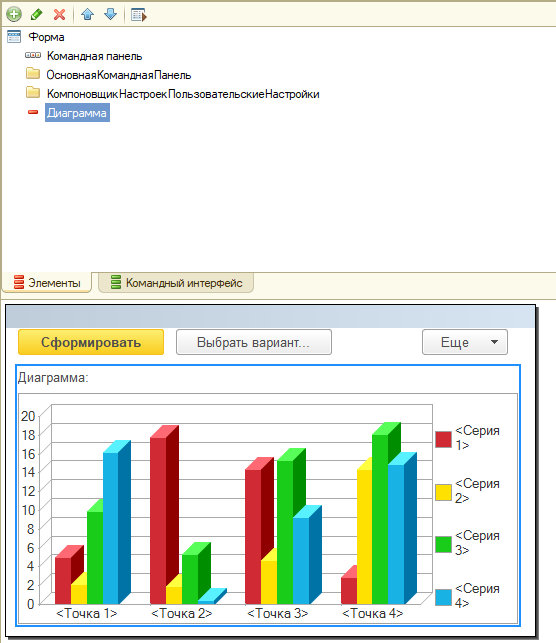 Форма
Командная панель
ОсновнаяКоманднаяПанель
КомпоновщикНастроекПользовательскиеНастройки
Диаграмма
Элементы
Командный интерфейс
Сформировать
Выбрать вариант...
Еще
Диаграмма:
20
18
16
14
12
10
8
6
4
2
0
<Точка 1>
<Точка 2>
<Точка 3>
<Точка 4>
<Серия
1>
<Серия
2>
<Серия
3>
<Серия
4>